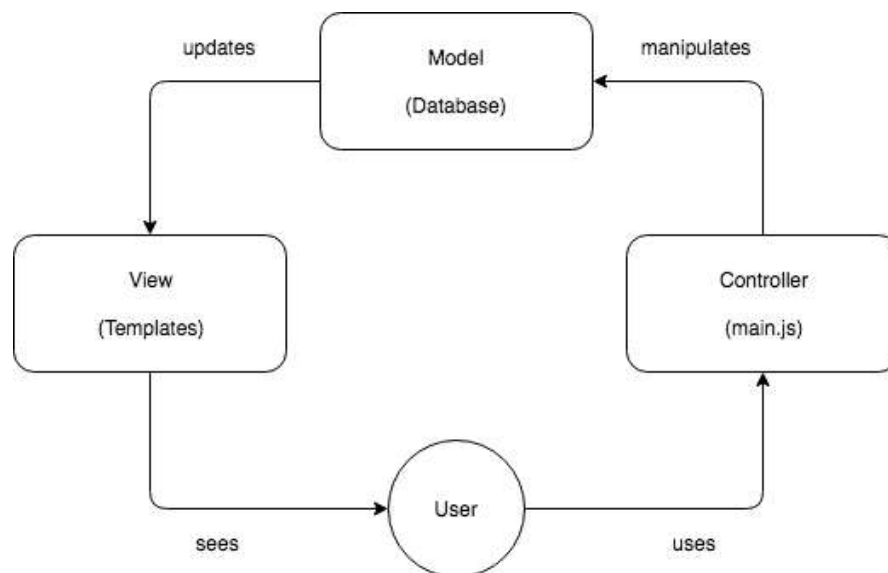 updates
Model
(Database)
manipulates
View
(Templates)
Controller
(main.js)
User
sees
uses